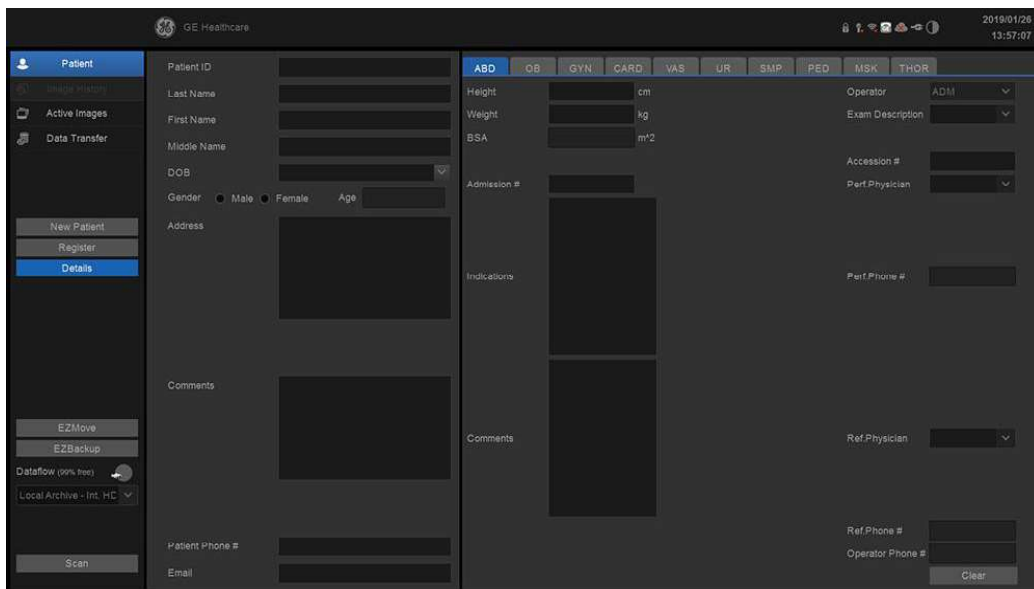 GE Healthcare
2019/01/26
13:57:07
Patient
Image History
Active Images
Data Transfer
New Patient
Register
Details
EZMove
EZBackup
Dataflow (99% free)
Local Archive - Int. HD
Scan
Patient ID
Last Name
First Name
Middle Name
DOB
Gender Male Female Age
Address
Comments
Patient Phone #
Email
ABD OB GYN CARD VAS UR SMP PED MSK THOR
Height cm
Weight kg
BSA m^2
Admission #
Indications
Comments
Operator ADM
Exam Description
Accession #
Perf.Physician
Perf.Phone #
Ref.Physician
Ref.Phone #
Operator Phone #
Clear